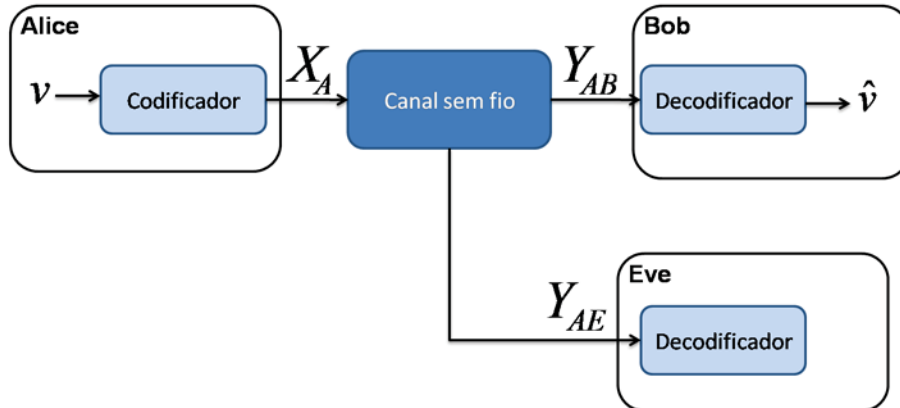 Alice
v
Codificador
X_A
Canal sem fio
Y_AB
Bob
Decodificador
v̂
Eve
Y_AE
Decodificador